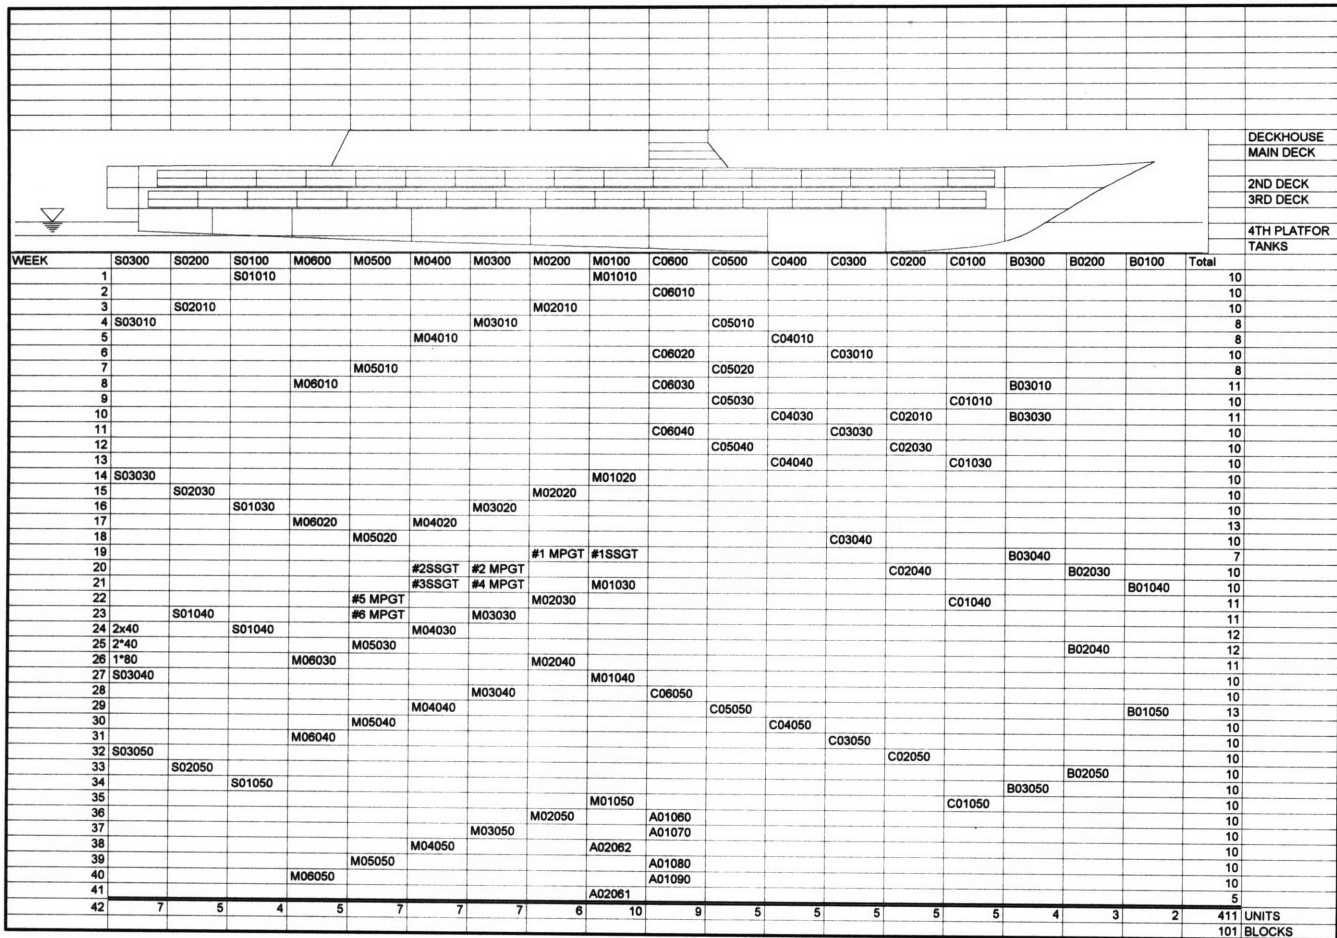 DECKHOUSE
MAIN DECK
2ND DECK
3RD DECK
4TH PLATFOR
TANKS
WEEK S0300 S0200 S0100 M0600 M0500 M0400 M0300 M0200 M0100 C0600 C0500 C0400 C0300 C0200 C0100 B0300 B0200 B0100 Total
1 S01010 M01010 10
2 C06010 10
3 S02010 M02010 10
4 S03010 M03010 C05010 8
5 M04010 C04010 8
6 C06020 C03010 10
7 M05010 C05020 8
8 M06010 C06030 B03010 11
9 C05030 C01010 10
10 C04030 C02010 B03030 11
11 C06040 C03030 10
12 C05040 C02030 10
13 C04040 C01030 10
14 S03030 M01020 10
15 S02030 M02020 10
16 S01030 M03020 10
17 M06020 M04020 13
18 M05020 C03040 10
19 #1 MPGT #1SSGT B03040 7
20 #2SSGT #2 MPGT C02040 B02030 10
21 #3SSGT #4 MPGT M01030 B01040 10
22 #5 MPGT M02030 C01040 11
23 S01040 #6 MPGT M03030 11
24 2x40 S01040 M04030 12
25 2*40 M05030 B02040 12
26 1*80 M06030 M02040 11
27 S03040 M01040 10
28 M03040 C06050 10
29 M04040 C05050 B01050 13
30 M05040 C04050 10
31 M06040 C03050 10
32 S03050 C02050 10
33 S02050 B02050 10
34 S01050 B03050 10
35 M01050 C01050 10
36 M02050 A01060 10
37 M03050 A01070 10
38 M04050 A02062 10
39 M05050 A01080 10
40 M06050 A01090 10
41 A02061 5
42 7 5 4 5 7 7 7 6 10 9 5 5 5 5 5 4 3 2 411 UNITS
101 BLOCKS